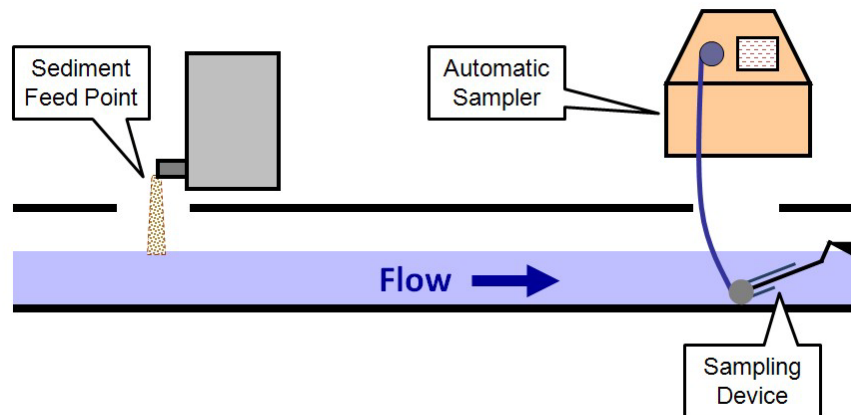 Sediment
Feed Point
Automatic
Sampler
Flow
Sampling
Device